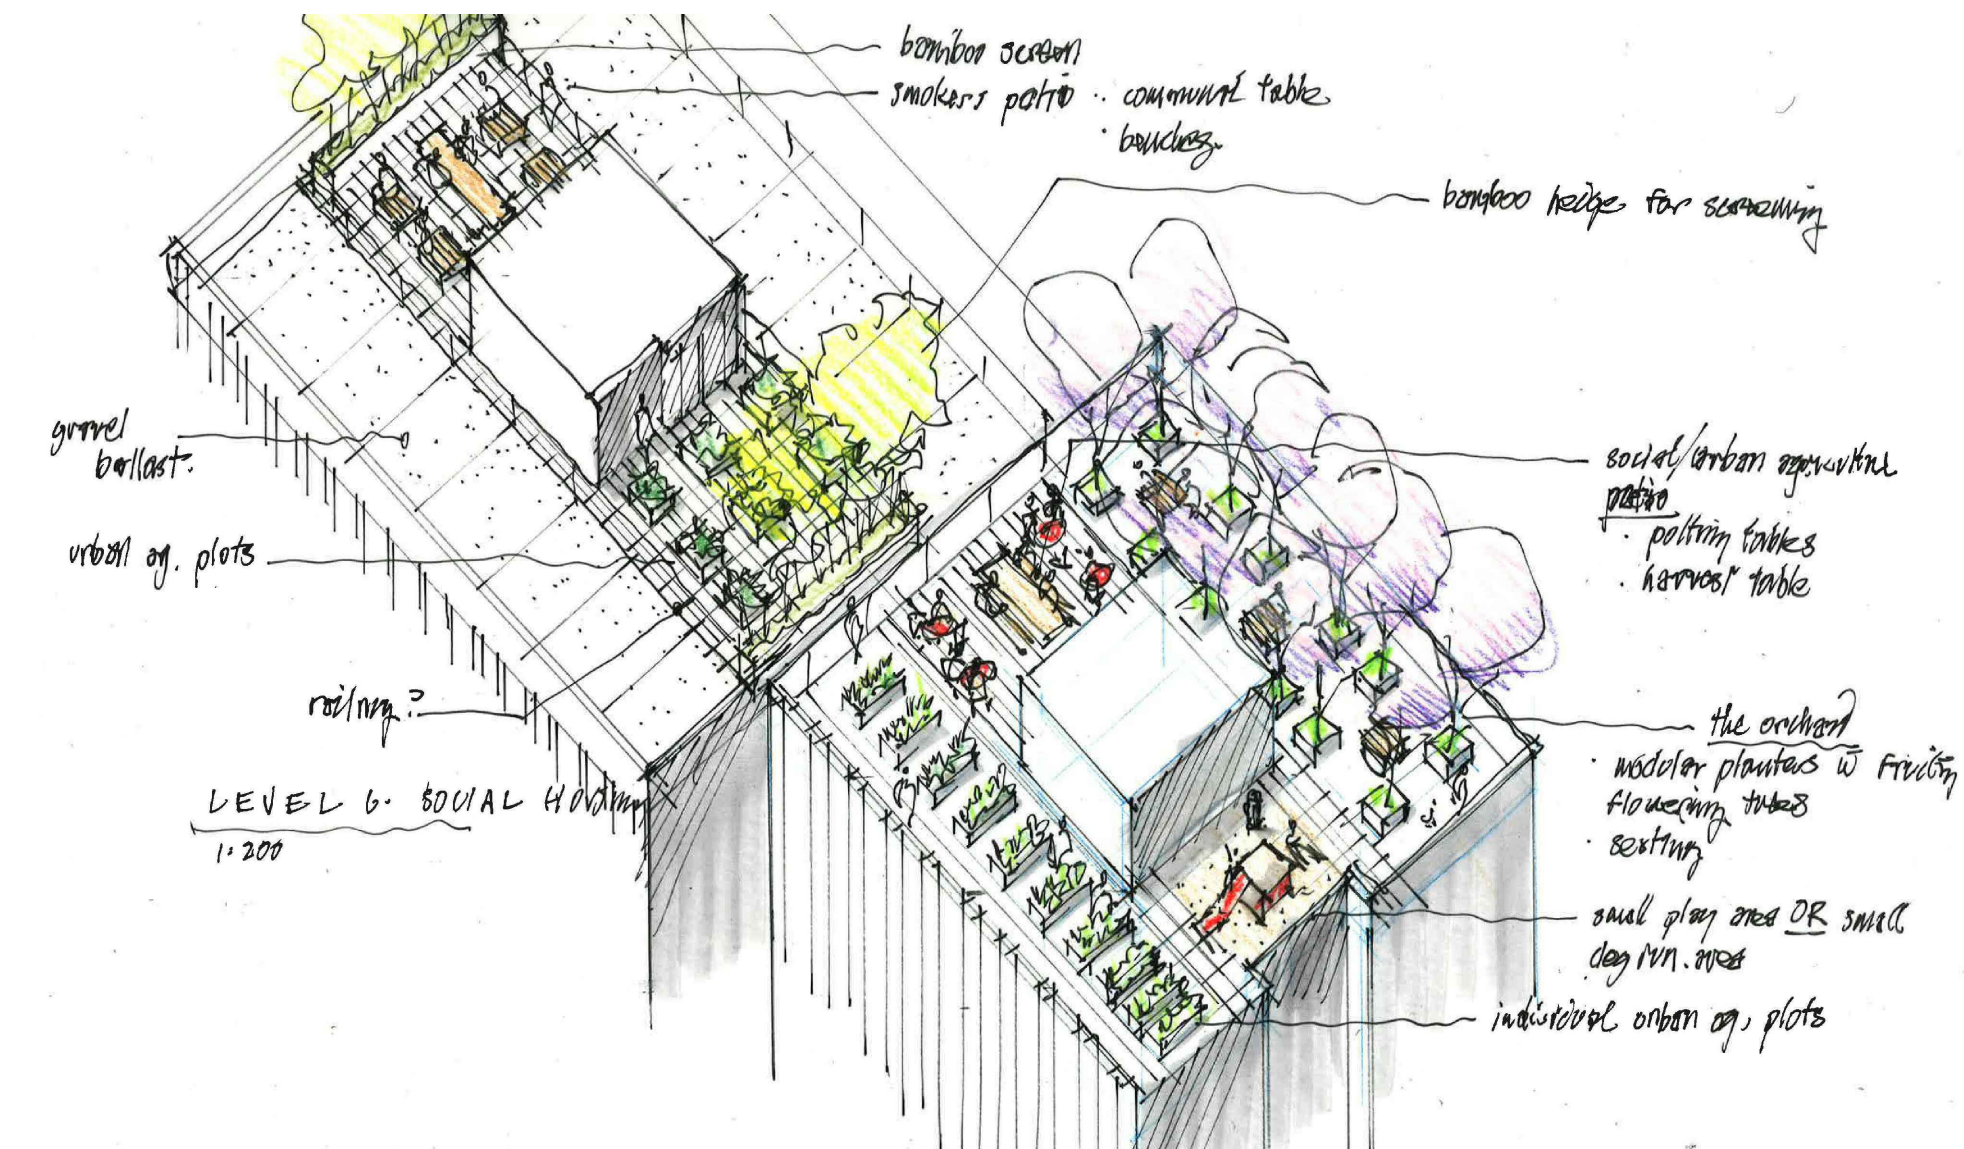 bamboo screen
smokers patio · communal table
· benches.
bamboo hedge for screening
gravel
ballast.
social/urban agricultural
patio
· potting tables
· harvest table
urban ag. plots
railing?
the orchard
· modular planters w fruiting
flowering trees
· seating
LEVEL 6. SOCIAL HOUSING
1:200
small play area OR small
dog run. area
individual urban ag. plots